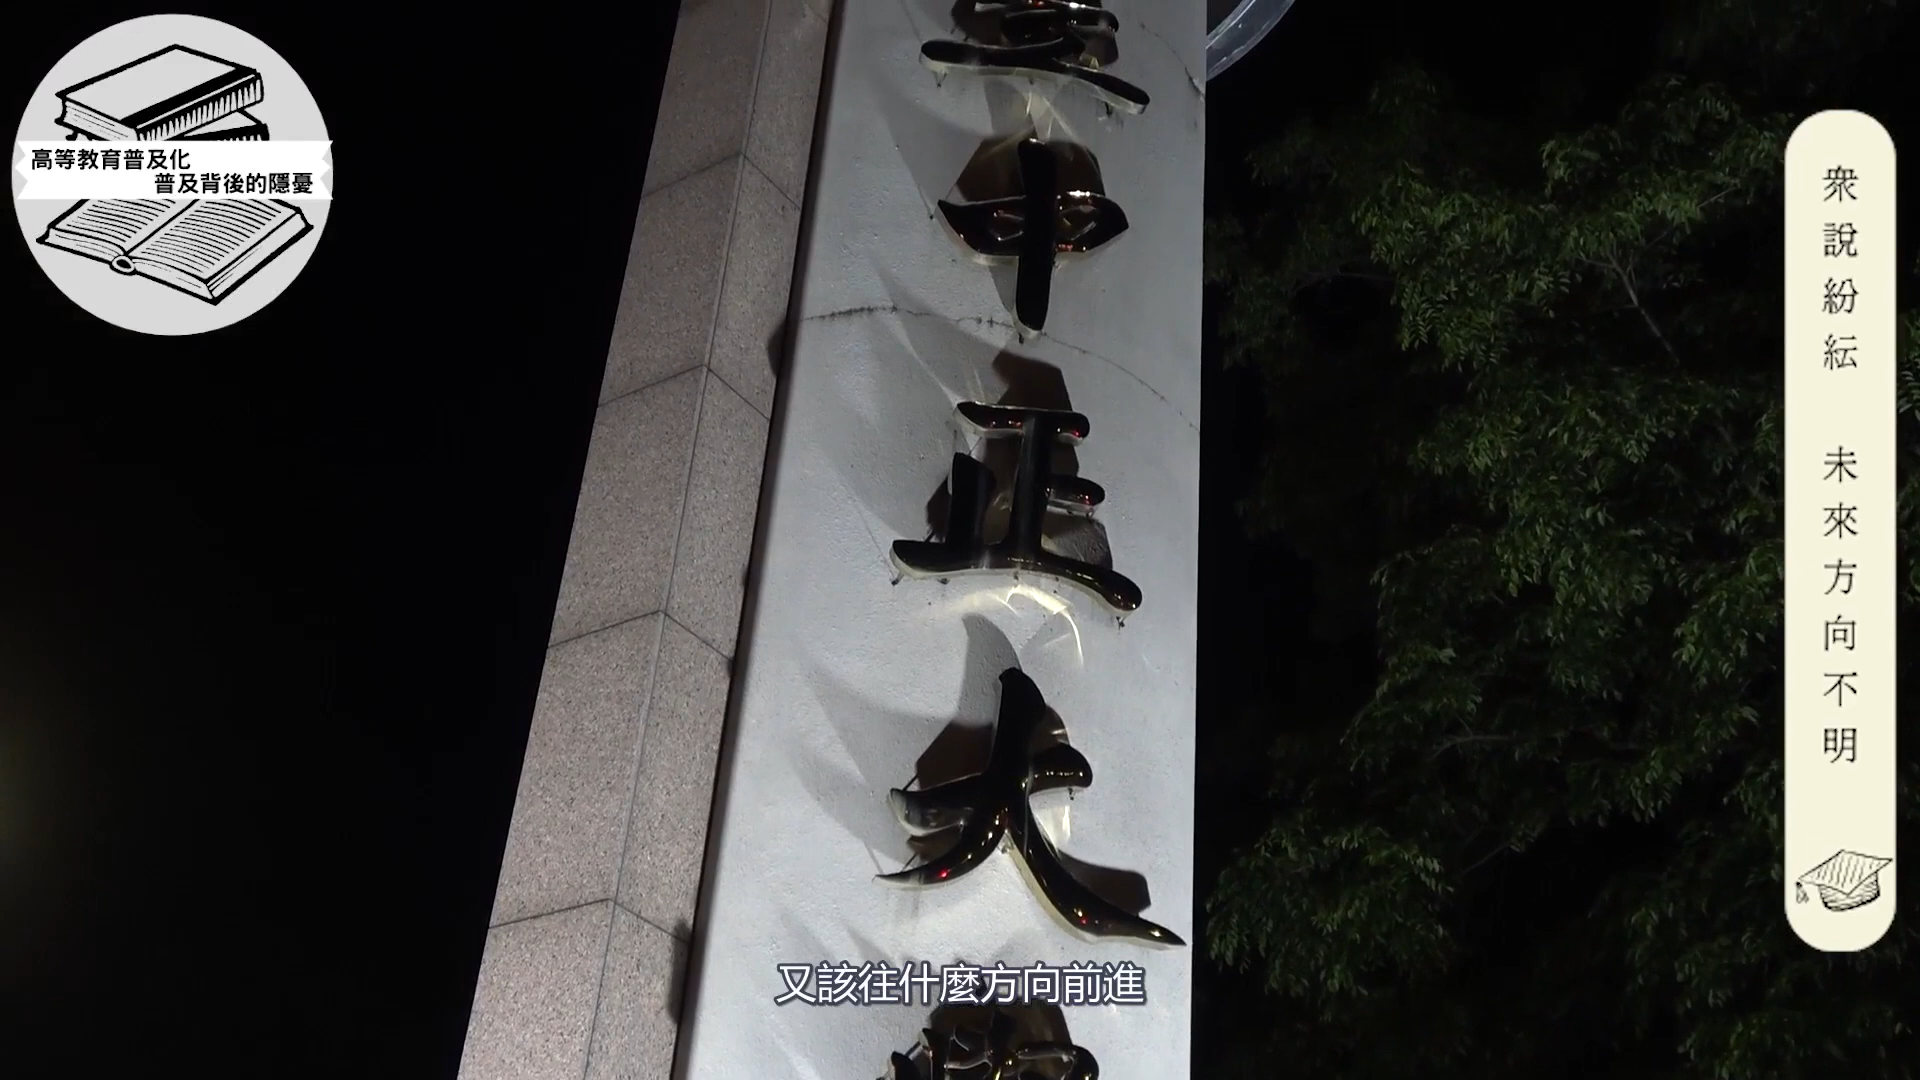 高等教育普及化
普及背後的隱憂
中正大
眾說紛紜 未來方向不明
又該往什麼方向前進